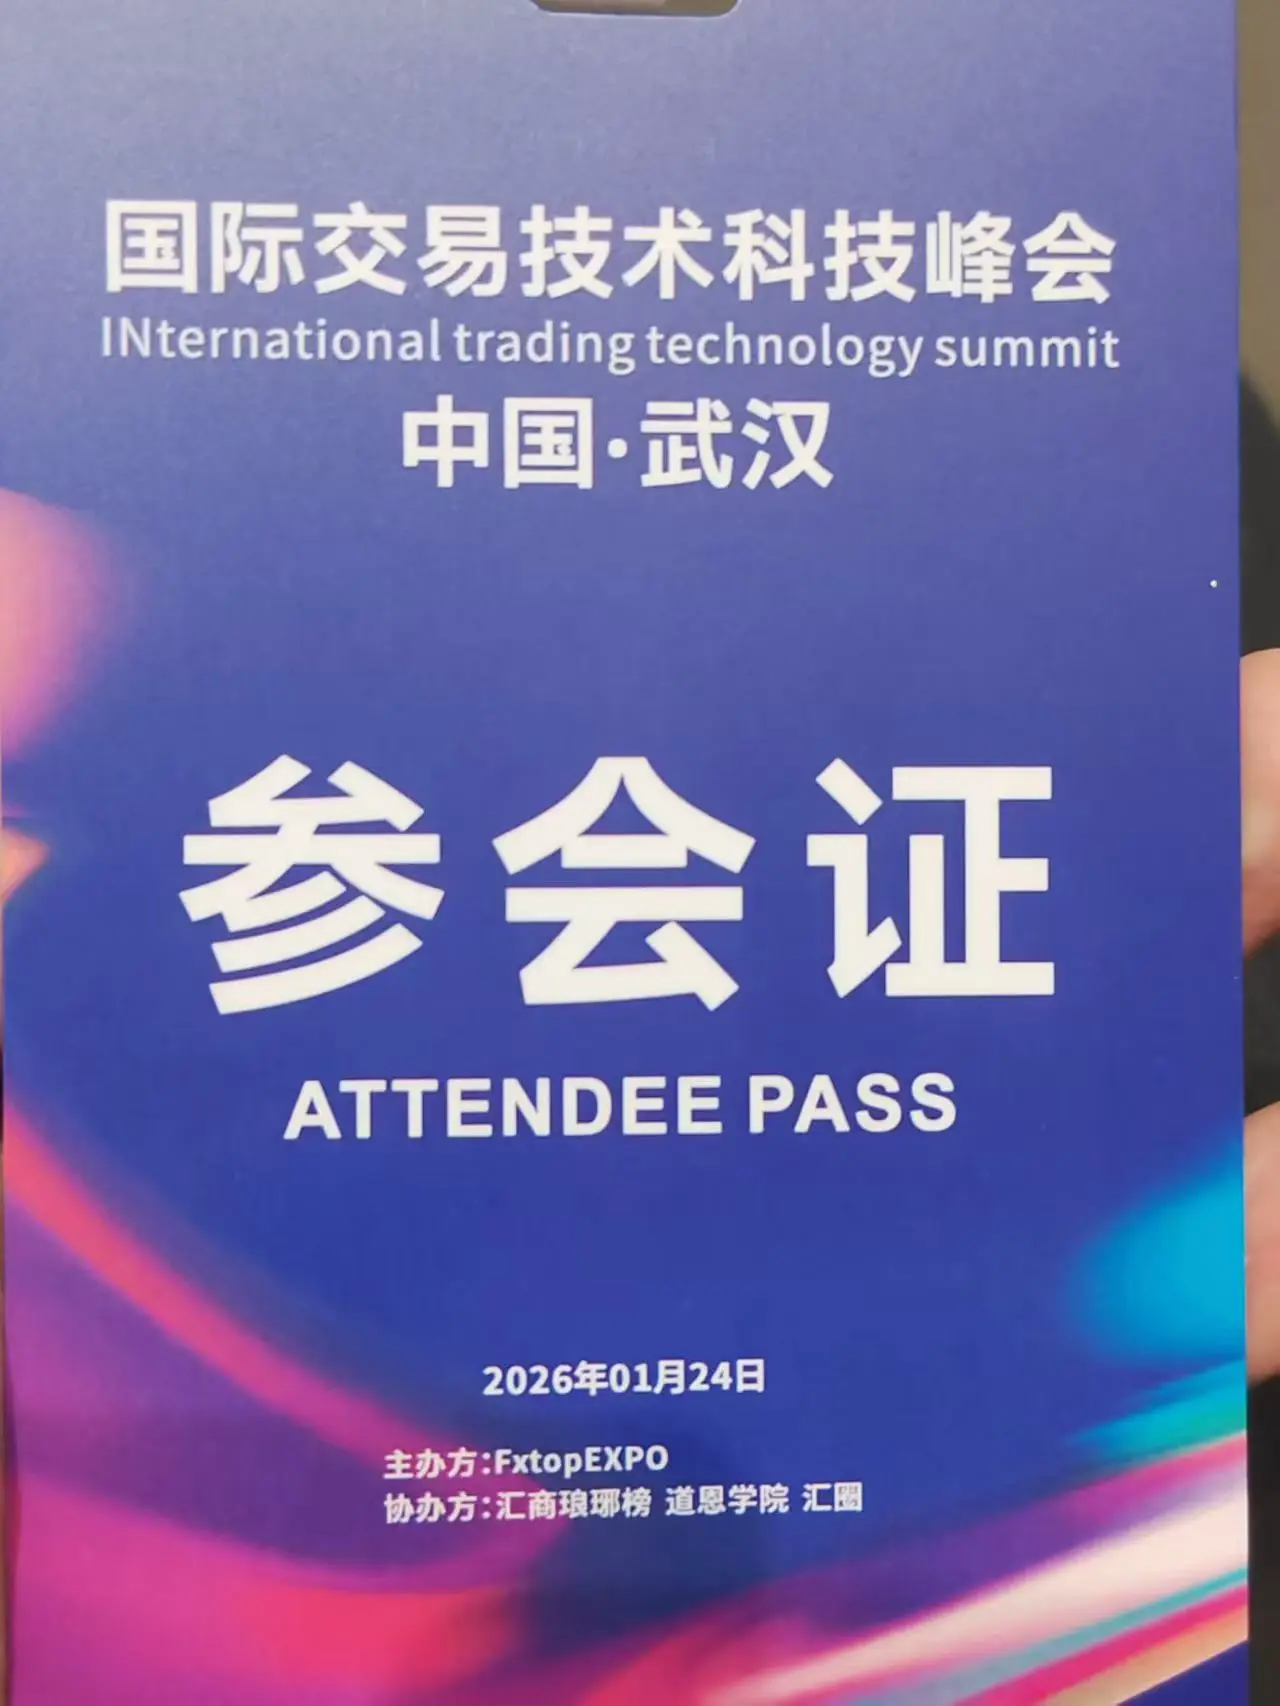 国际交易技术科技峰会
INternational trading technology summit
中国·武汉
参会证
ATTENDEE PASS
2026年01月24日
主办方:FxtopEXPO
协办方:汇商琅琊榜 道恩学院 汇圈